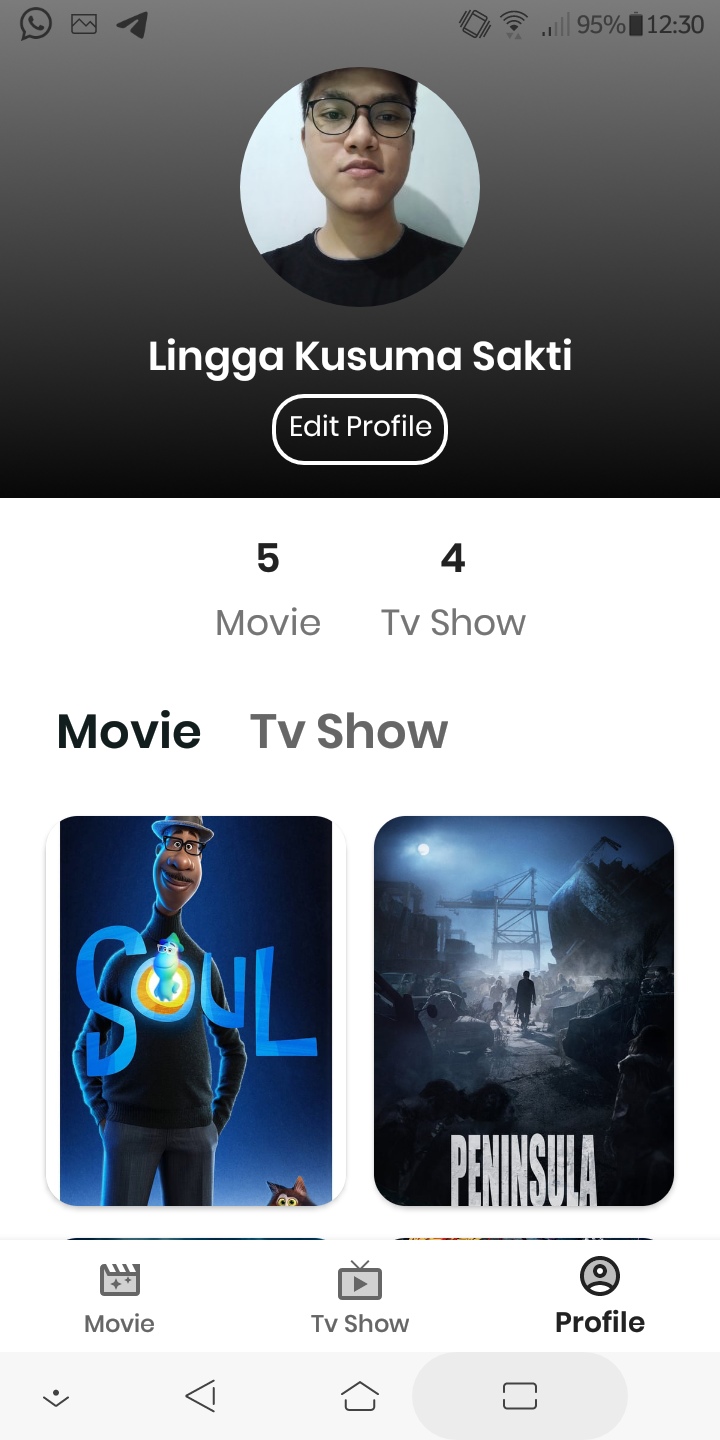 95% 12:30
Lingga Kusuma Sakti
Edit Profile
5 4
Movie Tv Show
Movie Tv Show
SOUL
PENINSULA
Movie Tv Show Profile